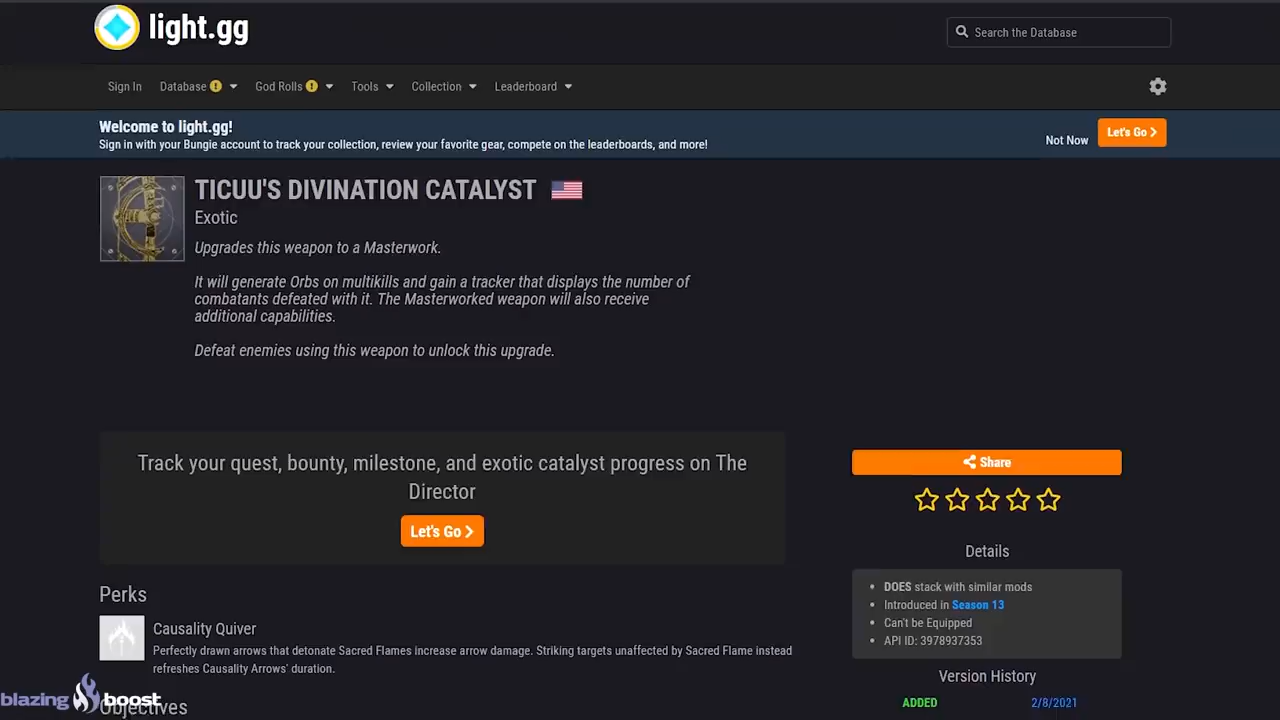 light.gg
Search the Database
Sign In Database ! God Rolls ! Tools Collection Leaderboard
Welcome to light.gg!
Sign in with your Bungie account to track your collection, review your favorite gear, compete on the leaderboards, and more!
Not Now Let's Go
TICUU'S DIVINATION CATALYST
Exotic
Upgrades this weapon to a Masterwork.
It will generate Orbs on multikills and gain a tracker that displays the number of
combatants defeated with it. The Masterworked weapon will also receive
additional capabilities.
Defeat enemies using this weapon to unlock this upgrade.
Track your quest, bounty, milestone, and exotic catalyst progress on The
Director
Let's Go
Share
Details
DOES stack with similar mods
Introduced in Season 13
Can't be Equipped
API ID: 3978937353
Version History
ADDED 2/8/2021
Perks
Causality Quiver
Perfectly drawn arrows that detonate Sacred Flames increase arrow damage. Striking targets unaffected by Sacred Flame instead
refreshes Causality Arrows' duration.
blazing boost
Objectives